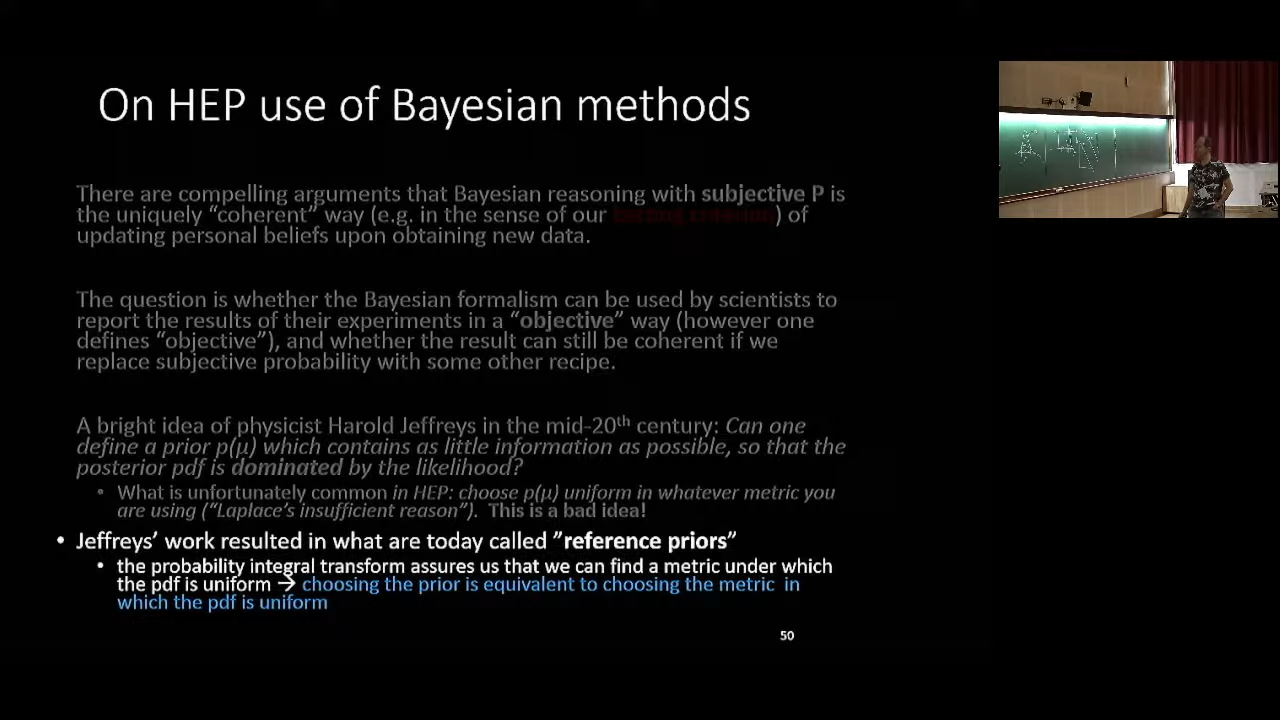 On HEP use of Bayesian methods
There are compelling arguments that Bayesian reasoning with subjective P is
the uniquely “coherent” way (e.g. in the sense of our betting criterion) of
updating personal beliefs upon obtaining new data.
The question is whether the Bayesian formalism can be used by scientists to
report the results of their experiments in a “objective” way (however one
defines “objective”), and whether the result can still be coherent if we
replace subjective probability with some other recipe.
A bright idea of physicist Harold Jeffreys in the mid-20th century: Can one
define a prior p(μ) which contains as little information as possible, so that the
posterior pdf is dominated by the likelihood?
• What is unfortunately common in HEP: choose p(μ) uniform in whatever metric you
are using (“Laplace’s insufficient reason”). This is a bad idea!
• Jeffreys’ work resulted in what are today called ”reference priors”
• the probability integral transform assures us that we can find a metric under which
the pdf is uniform → choosing the prior is equivalent to choosing the metric in
which the pdf is uniform
50